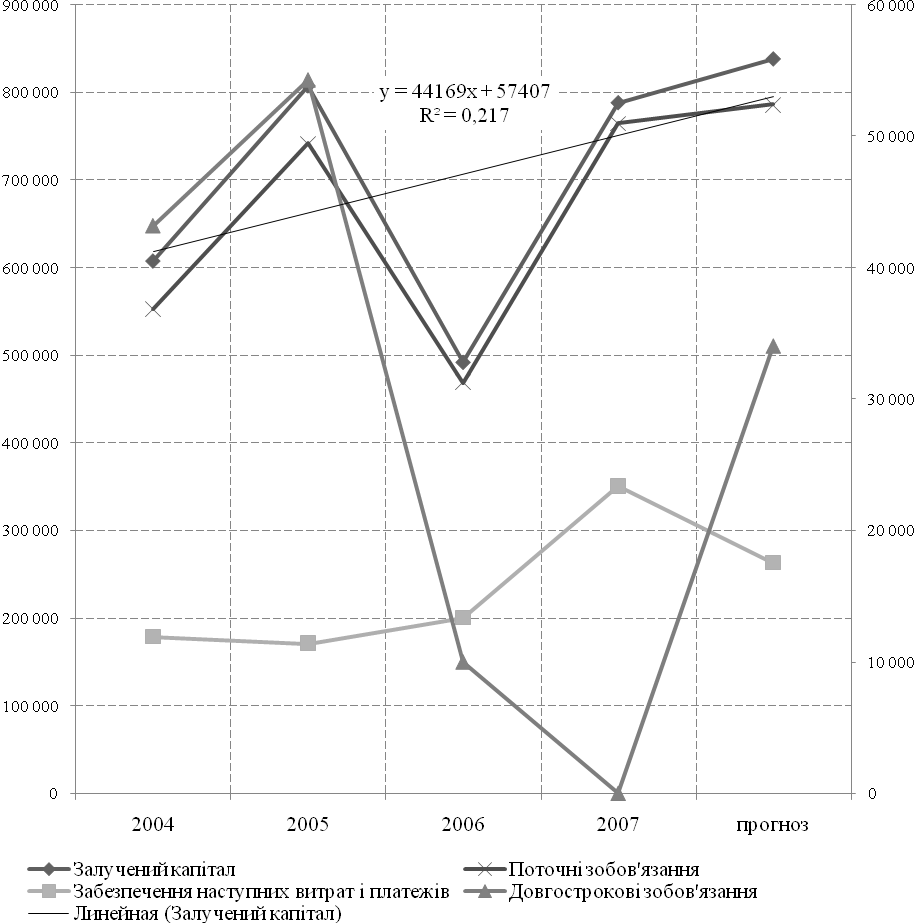 900 000
800 000
700 000
600 000
500 000
400 000
300 000
200 000
100 000
0
60 000
50 000
40 000
30 000
20 000
10 000
0
y = 44169x + 57407
R² = 0,217
2004 2005 2006 2007 прогноз
Залучений капітал Поточні зобов'язання
Забезпечення наступних витрат і платежів Довгострокові зобов'язання
Линейная (Залучений капітал)